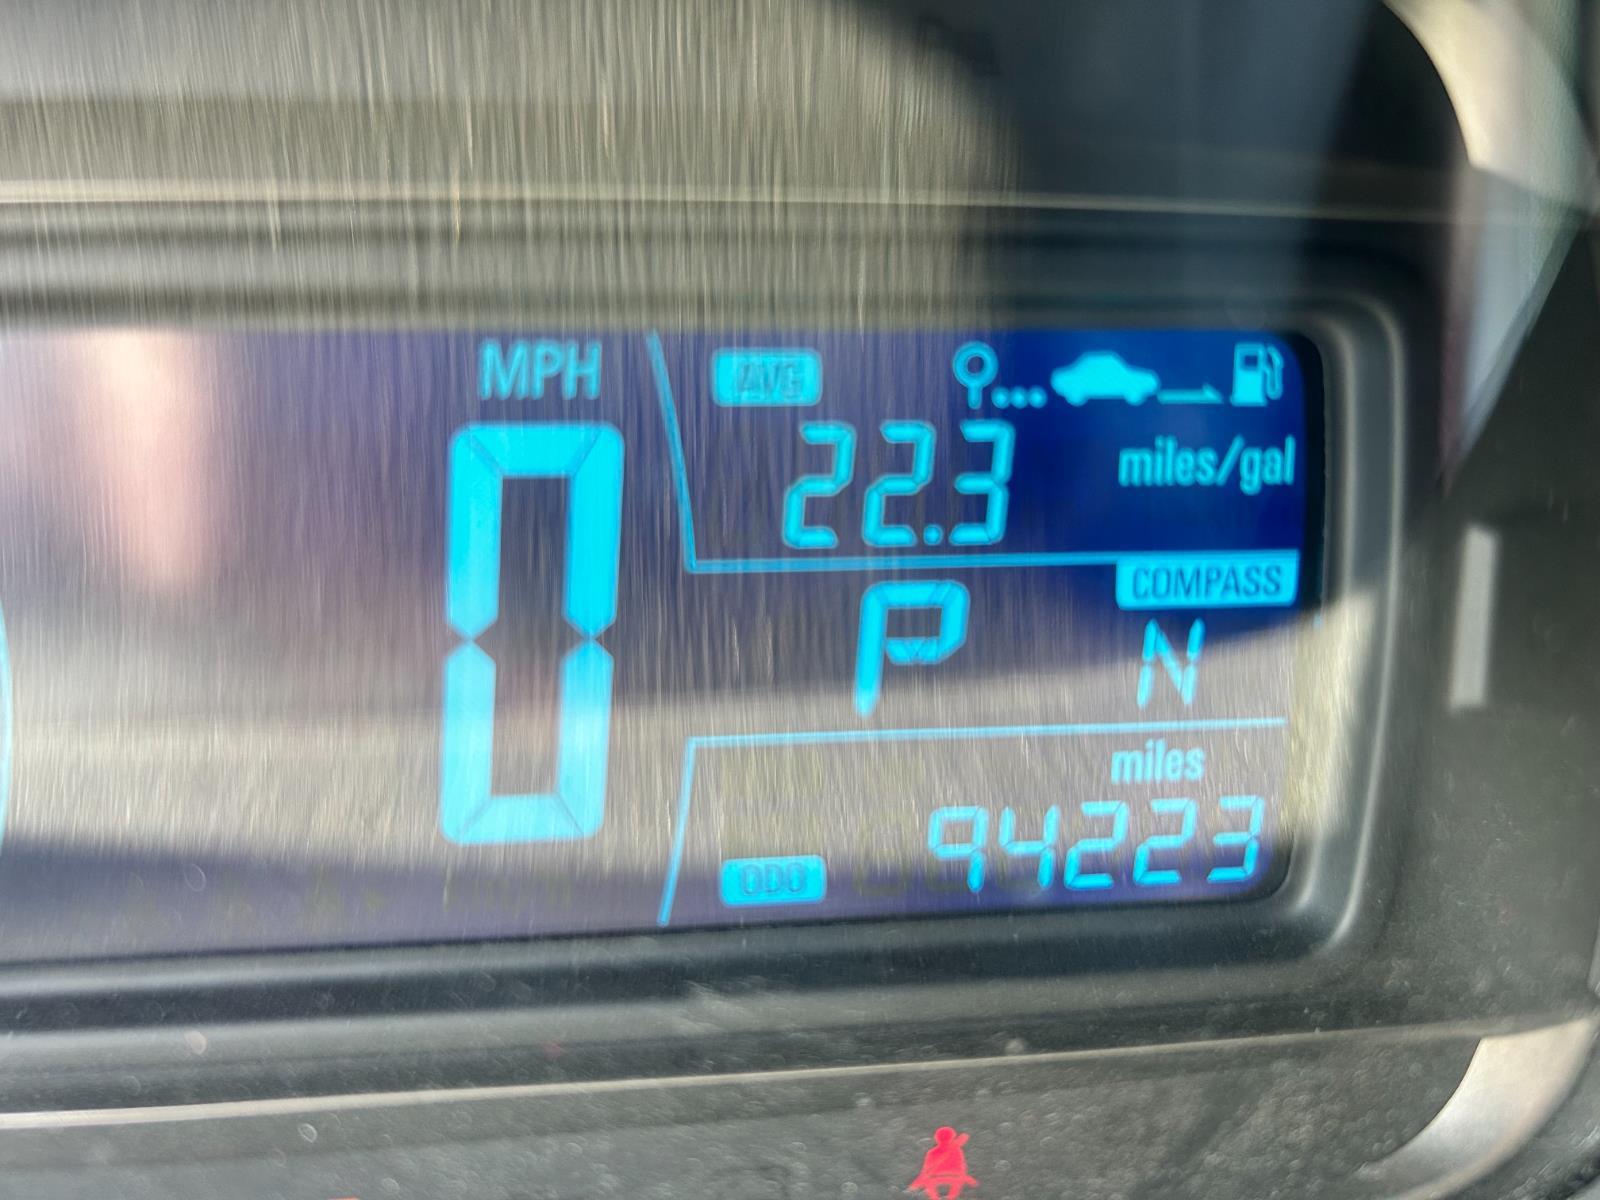 MPH
0
AVG
22.3 miles/gal
COMPASS
P N
miles
ODO 94223